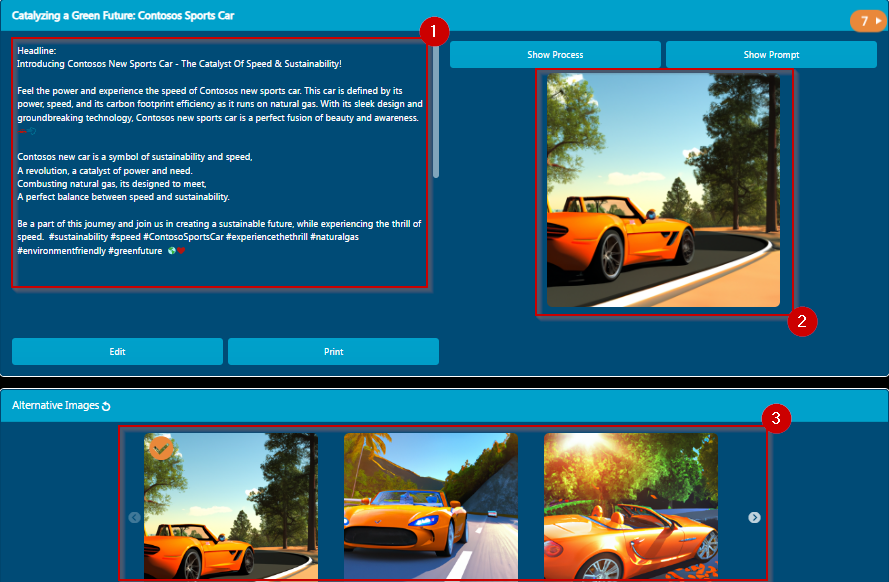 Catalyzing a Green Future: Contosos Sports Car
7
1
Headline:
Introducing Contosos New Sports Car - The Catalyst Of Speed & Sustainability!
Feel the power and experience the speed of Contosos new sports car. This car is defined by its
power, speed, and its carbon footprint efficiency as it runs on natural gas. With its sleek design and
groundbreaking technology, Contosos new sports car is a perfect fusion of beauty and awareness.
Contosos new car is a symbol of sustainability and speed,
A revolution, a catalyst of power and need.
Combusting natural gas, its designed to meet,
A perfect balance between speed and sustainability.
Be a part of this journey and join us in creating a sustainable future, while experiencing the thrill of
speed. #sustainability #speed #ContosoSportsCar #experiencethethrill #naturalgas
#environmentfriendly #greenfuture
Show Process
Show Prompt
2
Edit
Print
Alternative Images
3